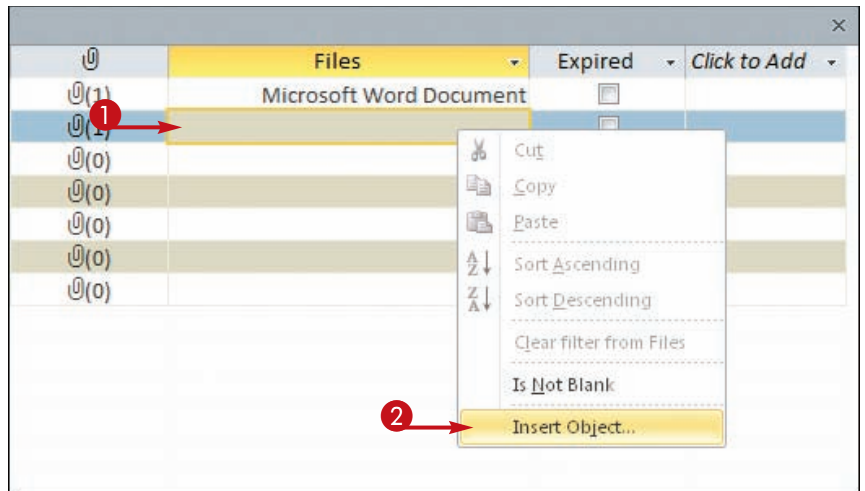 Files Expired Click to Add
(1) Microsoft Word Document
1
(1)
(0)
(0)
(0)
(0)
(0)
Cut
Copy
Paste
A Z Sort Ascending
Z A Sort Descending
Clear filter from Files
Is Not Blank
2 Insert Object...